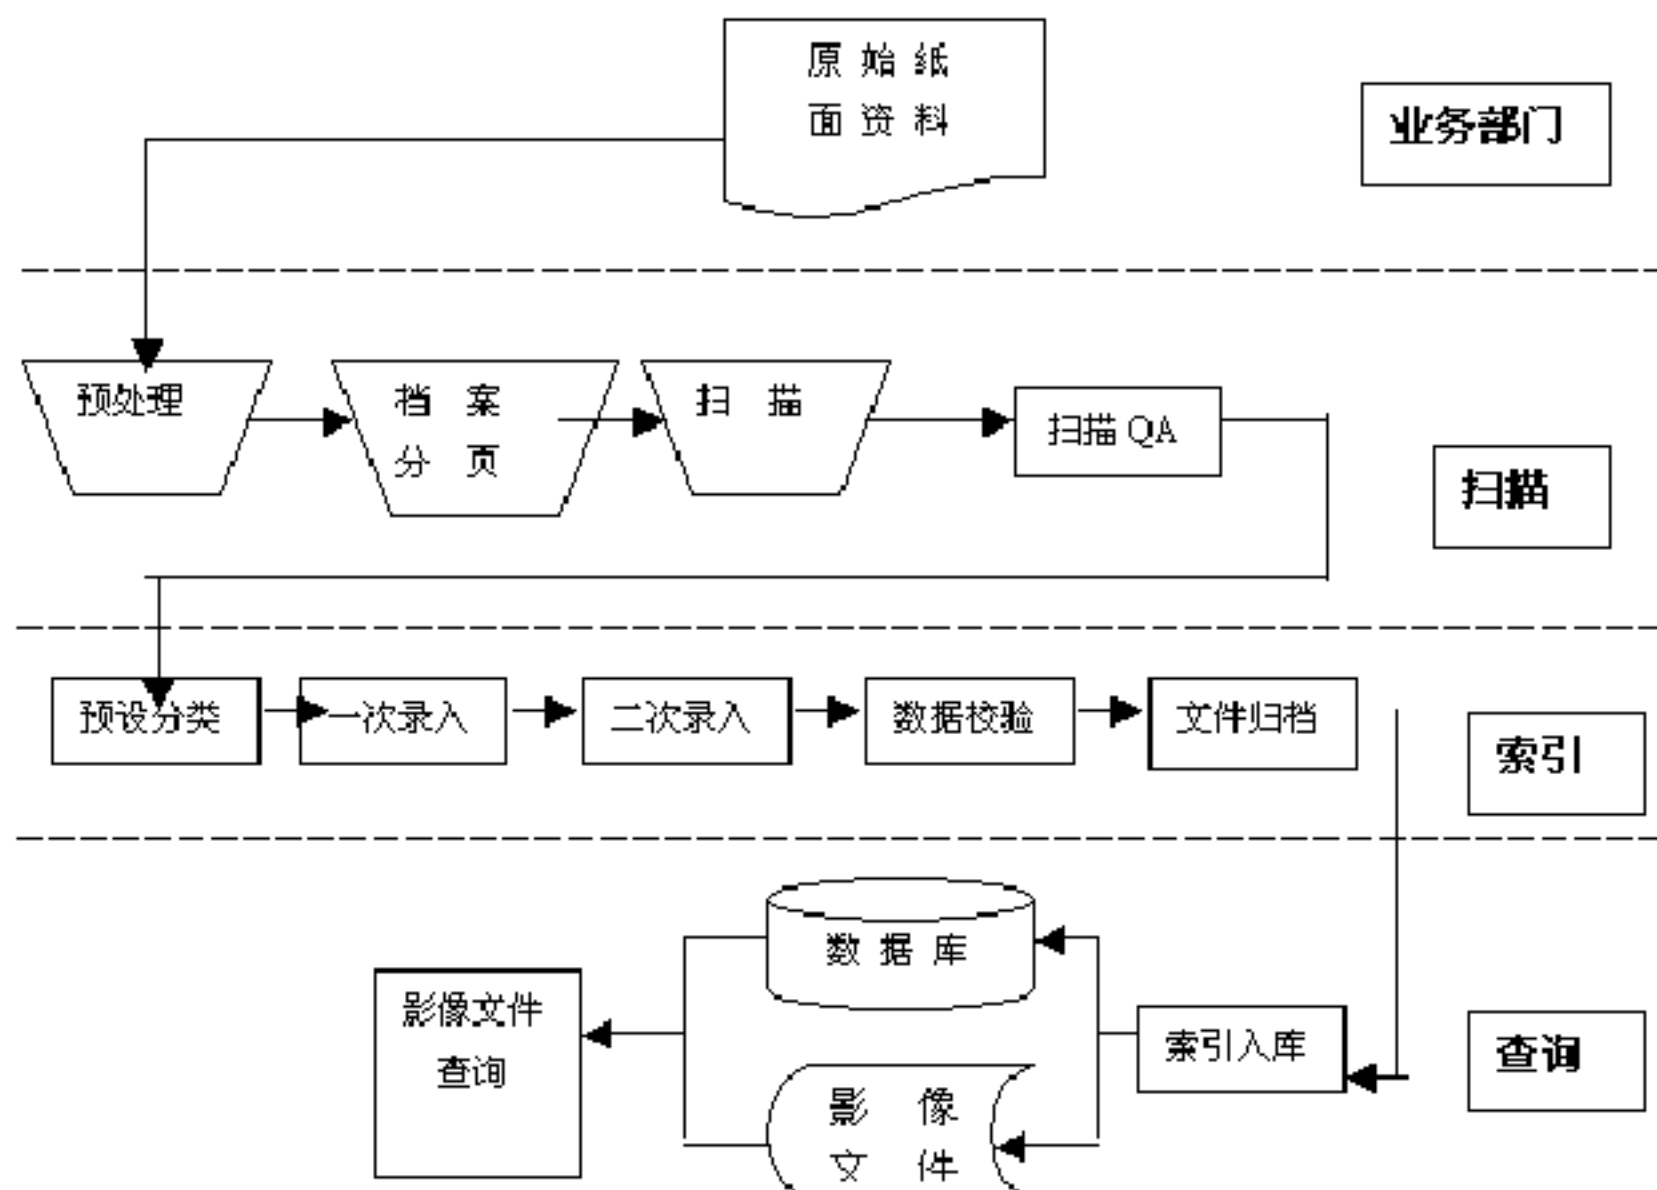 原始纸
面资料
业务部门
预处理
档案
分页
扫描
扫描QA
扫描
预设分类
一次录入
二次录入
数据校验
文件归档
索引
数据库
影像文件
查询
索引入库
查询
影像
文件